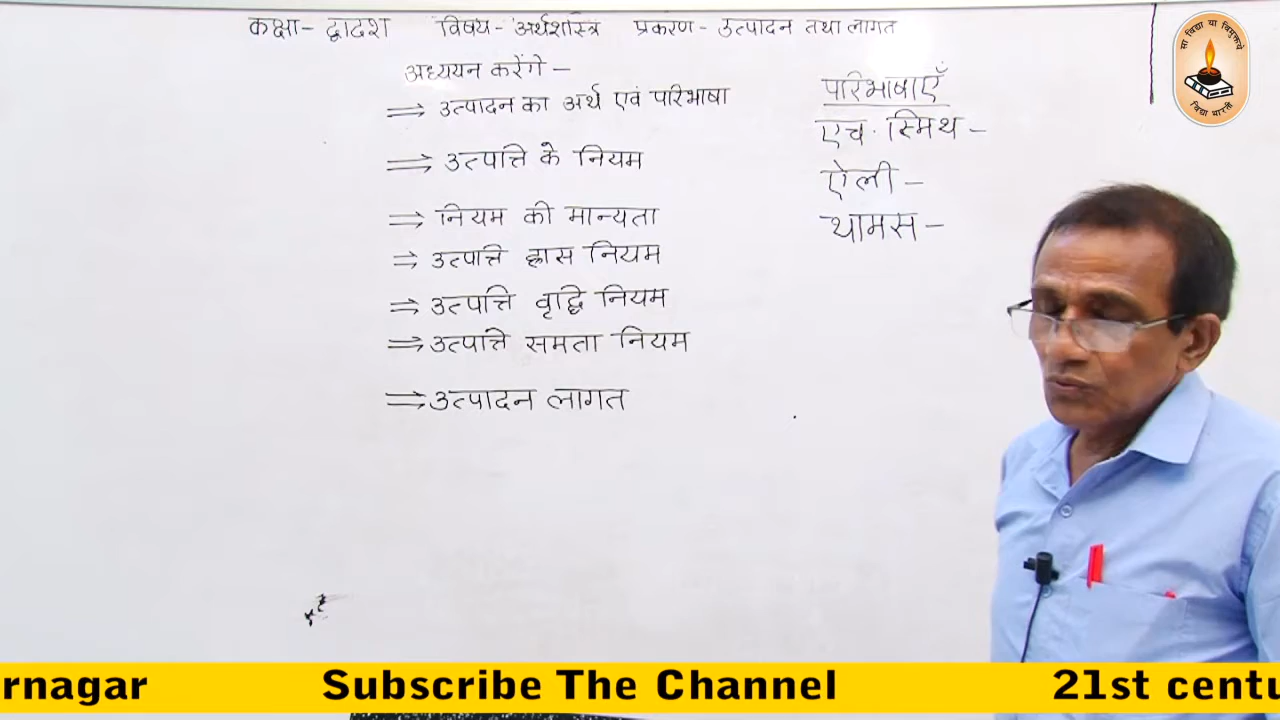 कक्षा- द्वादश विषय- अर्थशास्त्र प्रकरण- उत्पादन तथा लागत
अध्ययन करेंगे -
⇒ उत्पादन का अर्थ एवं परिभाषा
⇒ उत्पत्ति के नियम
⇒ नियम की मान्यता
⇒ उत्पत्ति ह्रास नियम
⇒ उत्पत्ति वृद्धि नियम
⇒ उत्पत्ति समता नियम
⇒ उत्पादन लागत
परिभाषाएँ
एच. स्मिथ -
ऐली -
थामस -
सा विद्या या विमुक्तये
विद्या भारती
rnagar Subscribe The Channel 21st centu